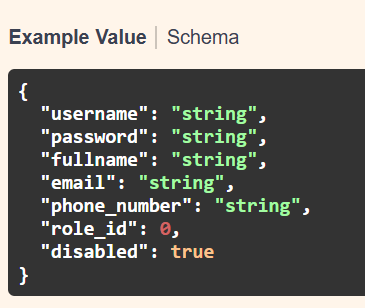 Example Value | Schema
{
  "username": "string",
  "password": "string",
  "fullname": "string",
  "email": "string",
  "phone_number": "string",
  "role_id": 0,
  "disabled": true
}